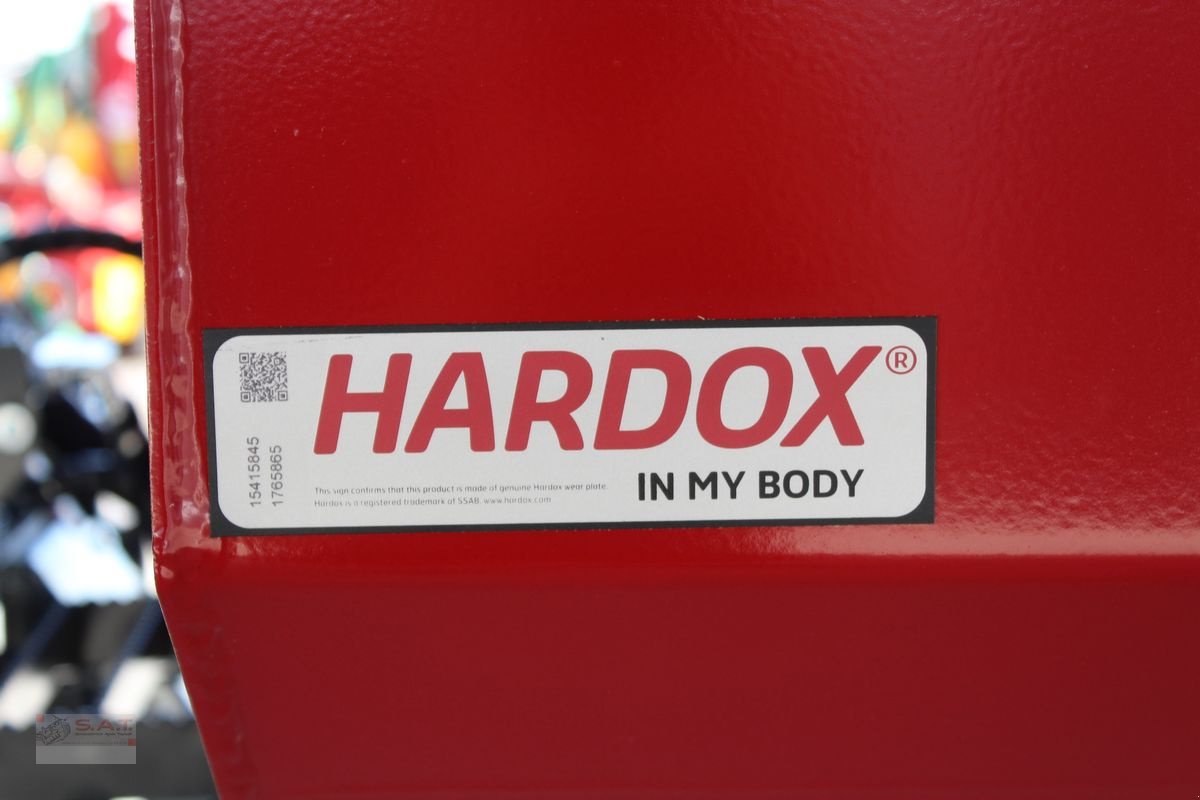 HARDOX®
IN MY BODY
This sign confirms that this product is made of genuine Hardox wear plate.
Hardox is a registered trademark of SSAB. www.hardox.com
15415845
1765865
S.A.T.